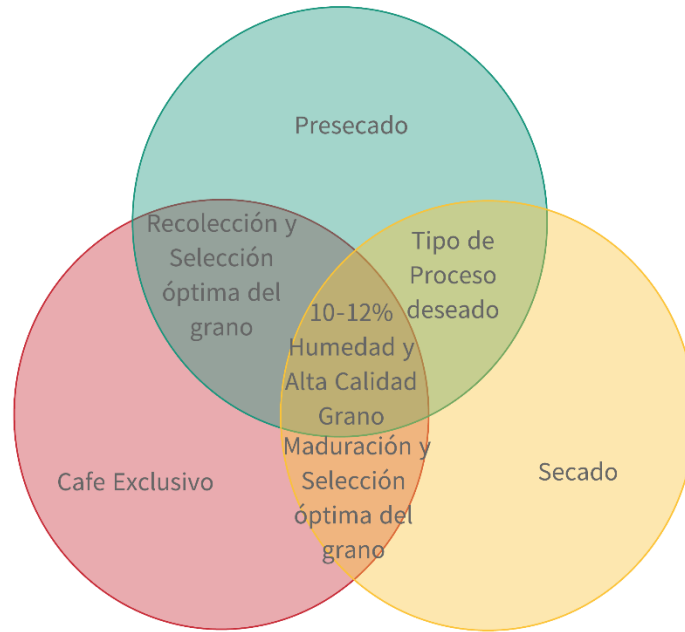 Presecado
Recolección y
Selección
óptima del
grano
Tipo de
Proceso
deseado
10-12%
Humedad y
Alta Calidad
Grano
Cafe Exclusivo
Maduración y
Selección
óptima del
grano
Secado